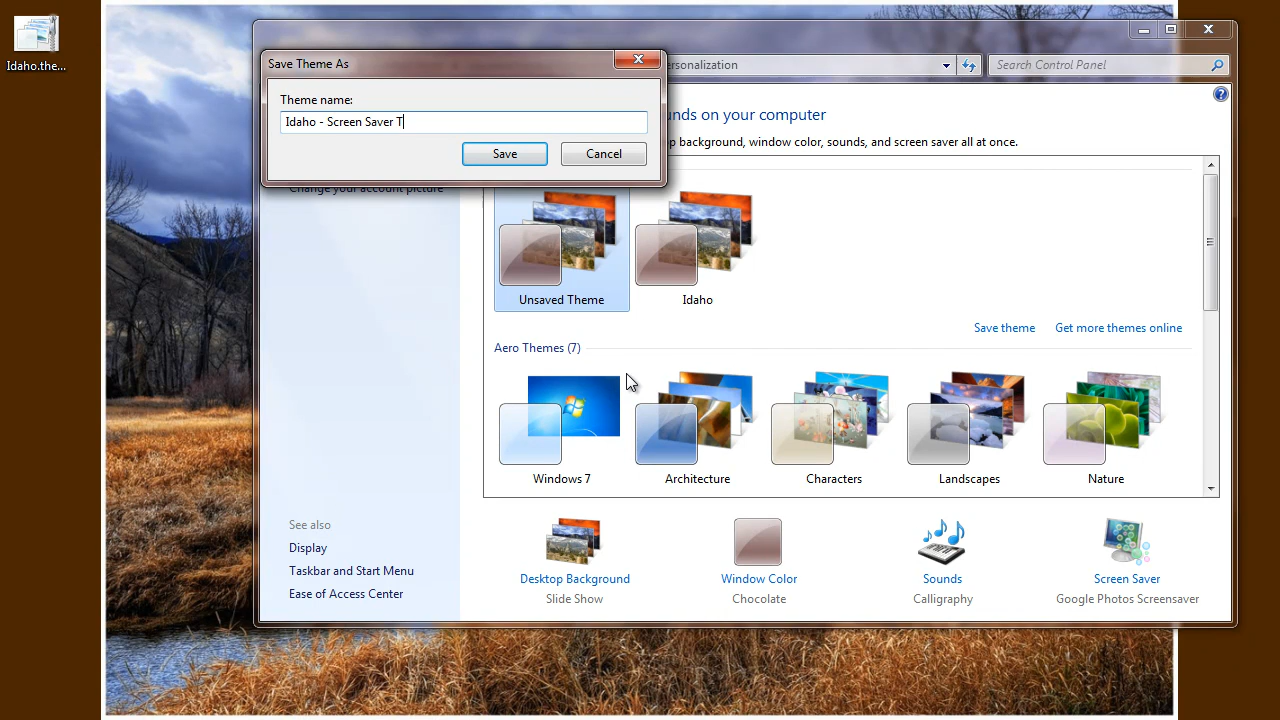 Idaho.the...
Save Theme As
Theme name:
Idaho - Screen Saver T
Save
Cancel
ersonalization
Search Control Panel
unds on your computer
p background, window color, sounds, and screen saver all at once.
Change your account picture
Unsaved Theme
Idaho
Save theme
Get more themes online
Aero Themes (7)
Windows 7
Architecture
Characters
Landscapes
Nature
See also
Display
Taskbar and Start Menu
Ease of Access Center
Desktop Background
Slide Show
Window Color
Chocolate
Sounds
Calligraphy
Screen Saver
Google Photos Screensaver